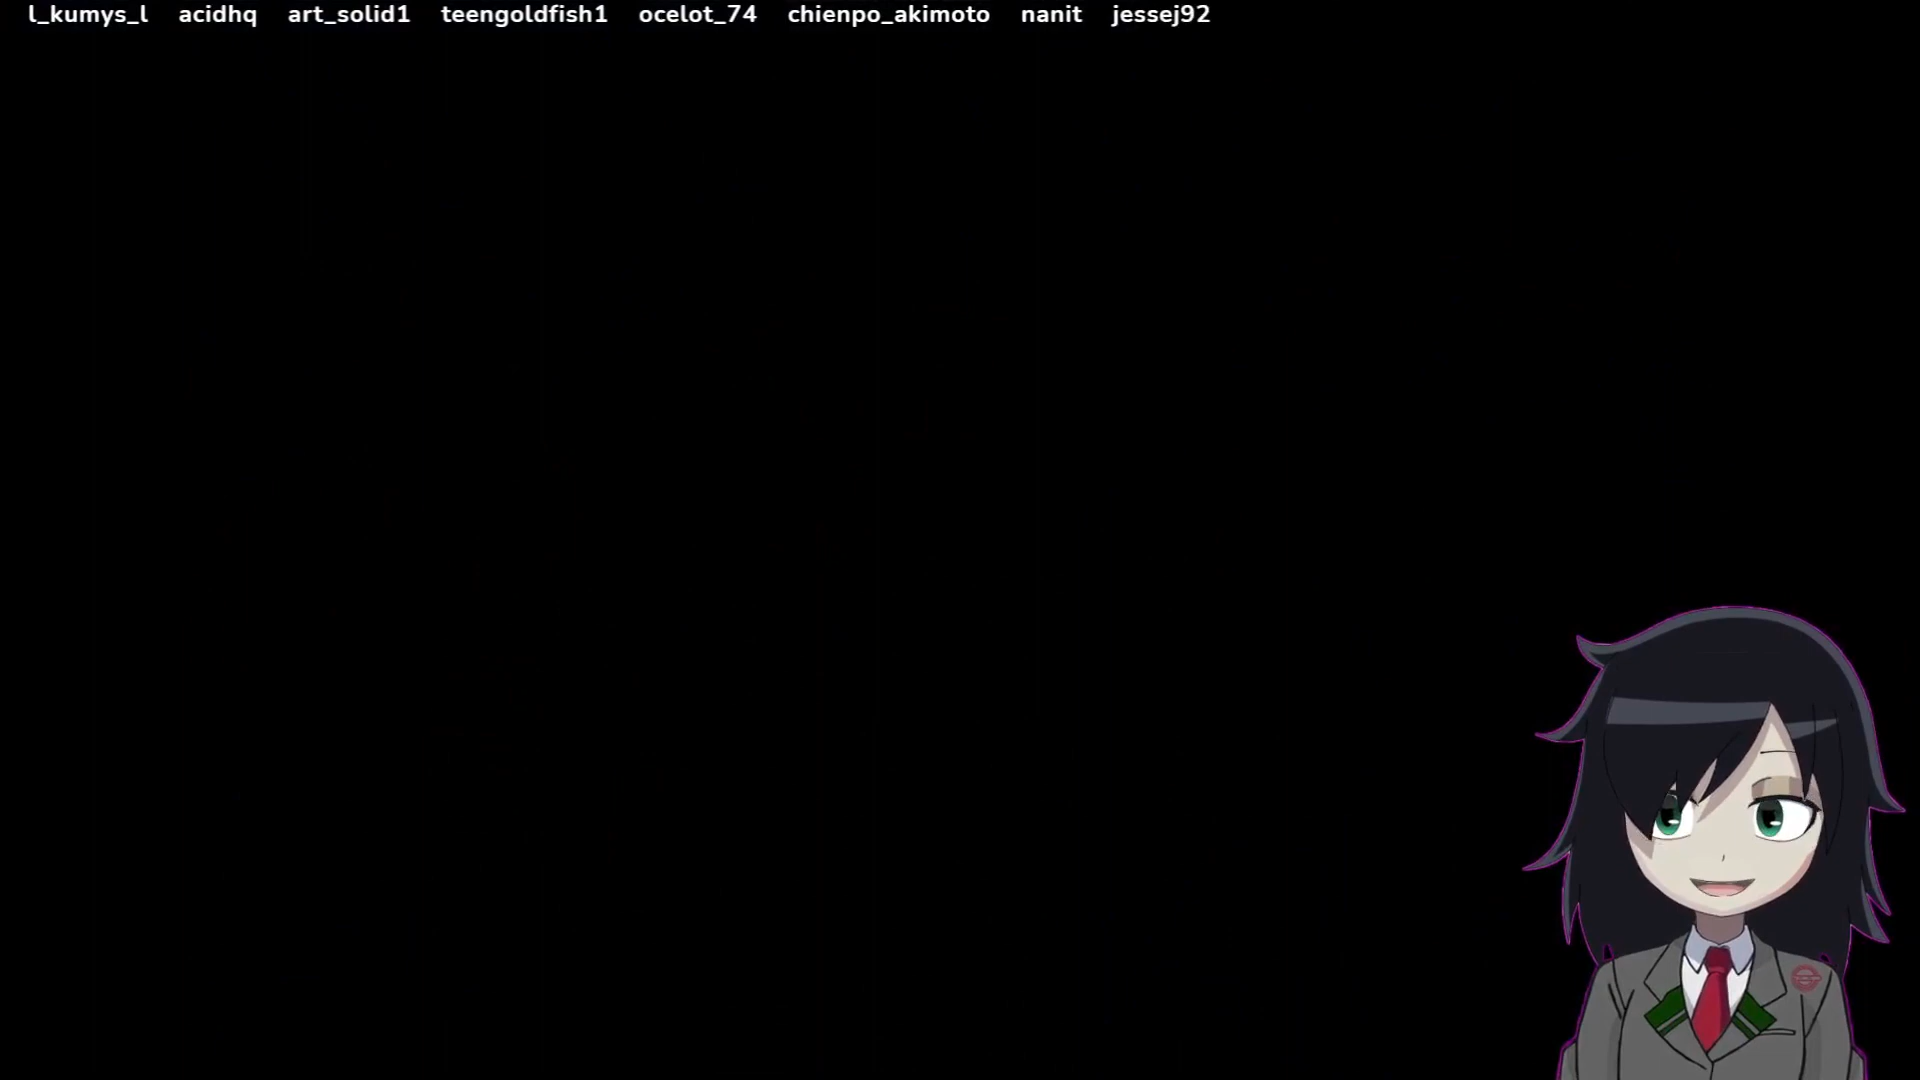 l_kumys_l acidhq art_solid1 teengoldfish1 ocelot_74 chienpo_akimoto nanit jessej92